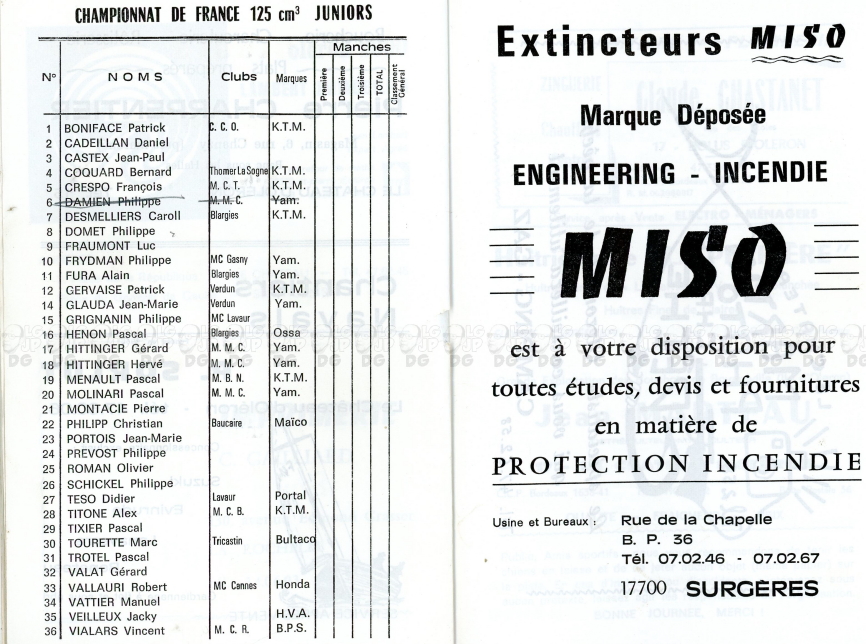 CHAMPIONNAT DE FRANCE 125 cm³ JUNIORS
Manches
N° NOMS Clubs Marques Première Deuxième Troisième TOTAL Classement Général
1 BONIFACE Patrick C. C. O. K.T.M.
2 CADEILLAN Daniel
3 CASTEX Jean-Paul
4 COQUARD Bernard Thomer La Sogne K.T.M.
5 CRESPO François M. C. T. K.T.M.
6 DAMIEN Philippe M. M. C. Yam.
7 DESMELLIERS Caroll Blargies K.T.M.
8 DOMET Philippe
9 FRAUMONT Luc
10 FRYDMAN Philippe MC Gasny Yam.
11 FURA Alain Blargies Yam.
12 GERVAISE Patrick Verdun K.T.M.
14 GLAUDA Jean-Marie Verdun Yam.
15 GRIGNANIN Philippe MC Lavaur
16 HENON Pascal Blargies Ossa
17 HITTINGER Gérard M. M. C. Yam.
18 HITTINGER Hervé M. M. C. Yam.
19 MENAULT Pascal M. B. N. K.T.M.
20 MOLINARI Pascal M. M. C. Yam.
21 MONTACIE Pierre
22 PHILIPP Christian Baucaire Maïco
23 PORTOIS Jean-Marie
24 PREVOST Philippe
25 ROMAN Olivier
26 SCHICKEL Philippe
27 TESO Didier Lavaur Portal
28 TITONE Alex M. C. B. K.T.M.
29 TIXIER Pascal
30 TOURETTE Marc Tricastin Bultaco
31 TROTEL Pascal
32 VALAT Gérard
33 VALLAURI Robert MC Cannes Honda
34 VATTIER Manuel
35 VEILLEUX Jacky H.V.A.
36 VIALARS Vincent M. C. R. B.P.S.
Extincteurs MISO
Marque Déposée
ENGINEERING - INCENDIE
MISO
est à votre disposition pour
toutes études, devis et fournitures
en matière de
PROTECTION INCENDIE
Usine et Bureaux : Rue de la Chapelle
B. P. 36
Tél. 07.02.46 - 07.02.67
17700 SURGÈRES